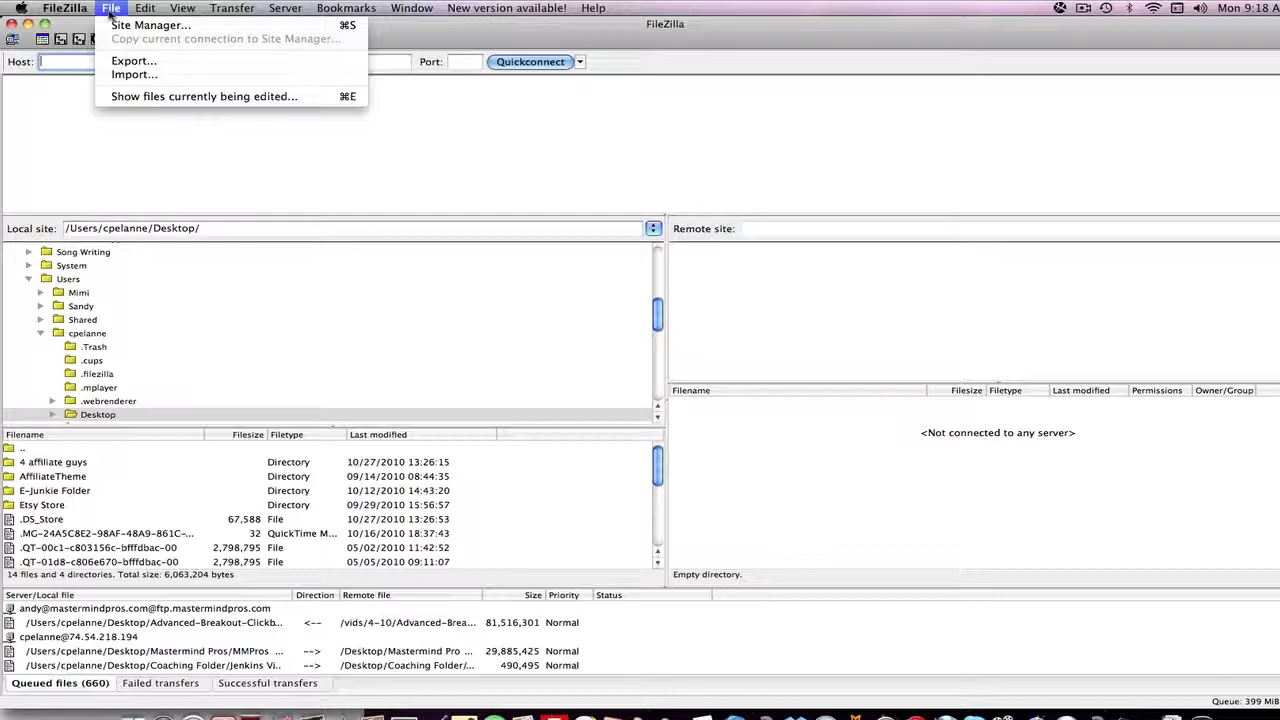 FileZilla File Edit View Transfer Server Bookmarks Window New version available! Help Mon 9:18 A
FileZilla
Site Manager... ⌘S
Copy current connection to Site Manager...
Export...
Import...
Show files currently being edited... ⌘E
Host: Port: Quickconnect
Local site: /Users/cpelanne/Desktop/
Remote site:
Song Writing
System
Users
Mimi
Sandy
Shared
cpelanne
.Trash
.cups
.filezilla
.mplayer
.webrenderer
Desktop
Filename Filesize Filetype Last modified
..
4 affiliate guys Directory 10/27/2010 13:26:15
AffiliateTheme Directory 09/14/2010 08:44:35
E-Junkie Folder Directory 10/12/2010 14:43:20
Etsy Store Directory 09/29/2010 15:56:57
.DS_Store 67,588 File 10/27/2010 13:26:53
.MG-24A5C8E2-98AF-48A9-861C-... 32 QuickTime M... 10/16/2010 18:37:43
.QT-00c1-c803156c-bfffdbac-00 2,798,795 File 05/02/2010 11:42:52
.QT-01d8-c806e670-bfffdbac-00 2,798,795 File 05/05/2010 09:11:07
14 files and 4 directories. Total size: 6,063,204 bytes
Filename Filesize Filetype Last modified Permissions Owner/Group
<Not connected to any server>
Empty directory.
Server/Local file Direction Remote file Size Priority Status
andy@mastermindpros.com@ftp.mastermindpros.com
/Users/cpelanne/Desktop/Advanced-Breakout-Clickb... <-- /vids/4-10/Advanced-Brea... 81,516,301 Normal
cpelanne@74.54.218.194
/Users/cpelanne/Desktop/Mastermind Pros/MMPros ... --> /Desktop/Mastermind Pro ... 29,885,425 Normal
/Users/cpelanne/Desktop/Coaching Folder/Jenkins Vi... --> /Desktop/Coaching Folder/... 490,495 Normal
Queued files (660) Failed transfers Successful transfers
Queue: 399 MiB